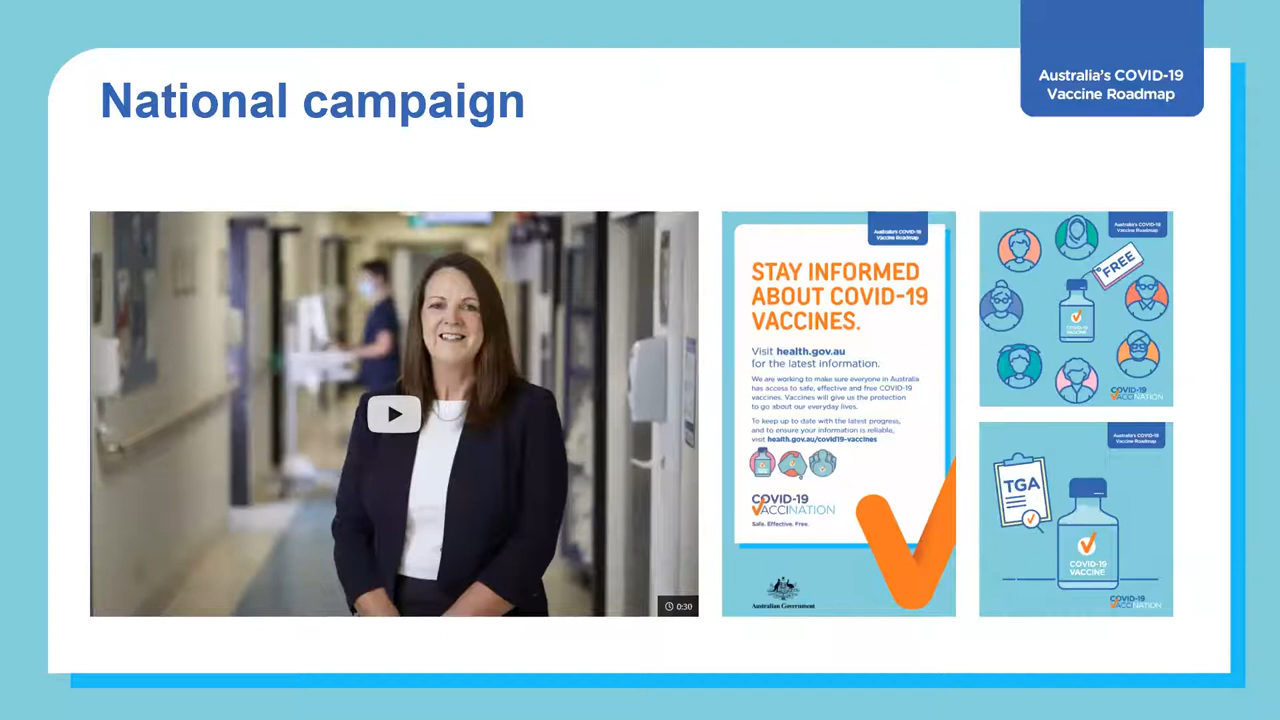 National campaign
Australia's COVID-19
Vaccine Roadmap
0:30
Australia's COVID-19
Vaccine Roadmap
STAY INFORMED
ABOUT COVID-19
VACCINES.
Visit health.gov.au
for the latest information.
We are working to make sure everyone in Australia
has access to safe, effective and free COVID-19
vaccines. Vaccines will give us the protection
to go about our everyday lives.
To keep up to date with the latest progress,
and to ensure your information is reliable,
visit health.gov.au/covid19-vaccines
COVID-19
VACCINATION
Safe. Effective. Free.
Australian Government
Australia's COVID-19
Vaccine Roadmap
FREE
COVID-19
VACCINE
COVID-19
VACCINATION
Australia's COVID-19
Vaccine Roadmap
TGA
COVID-19
VACCINE
COVID-19
VACCINATION